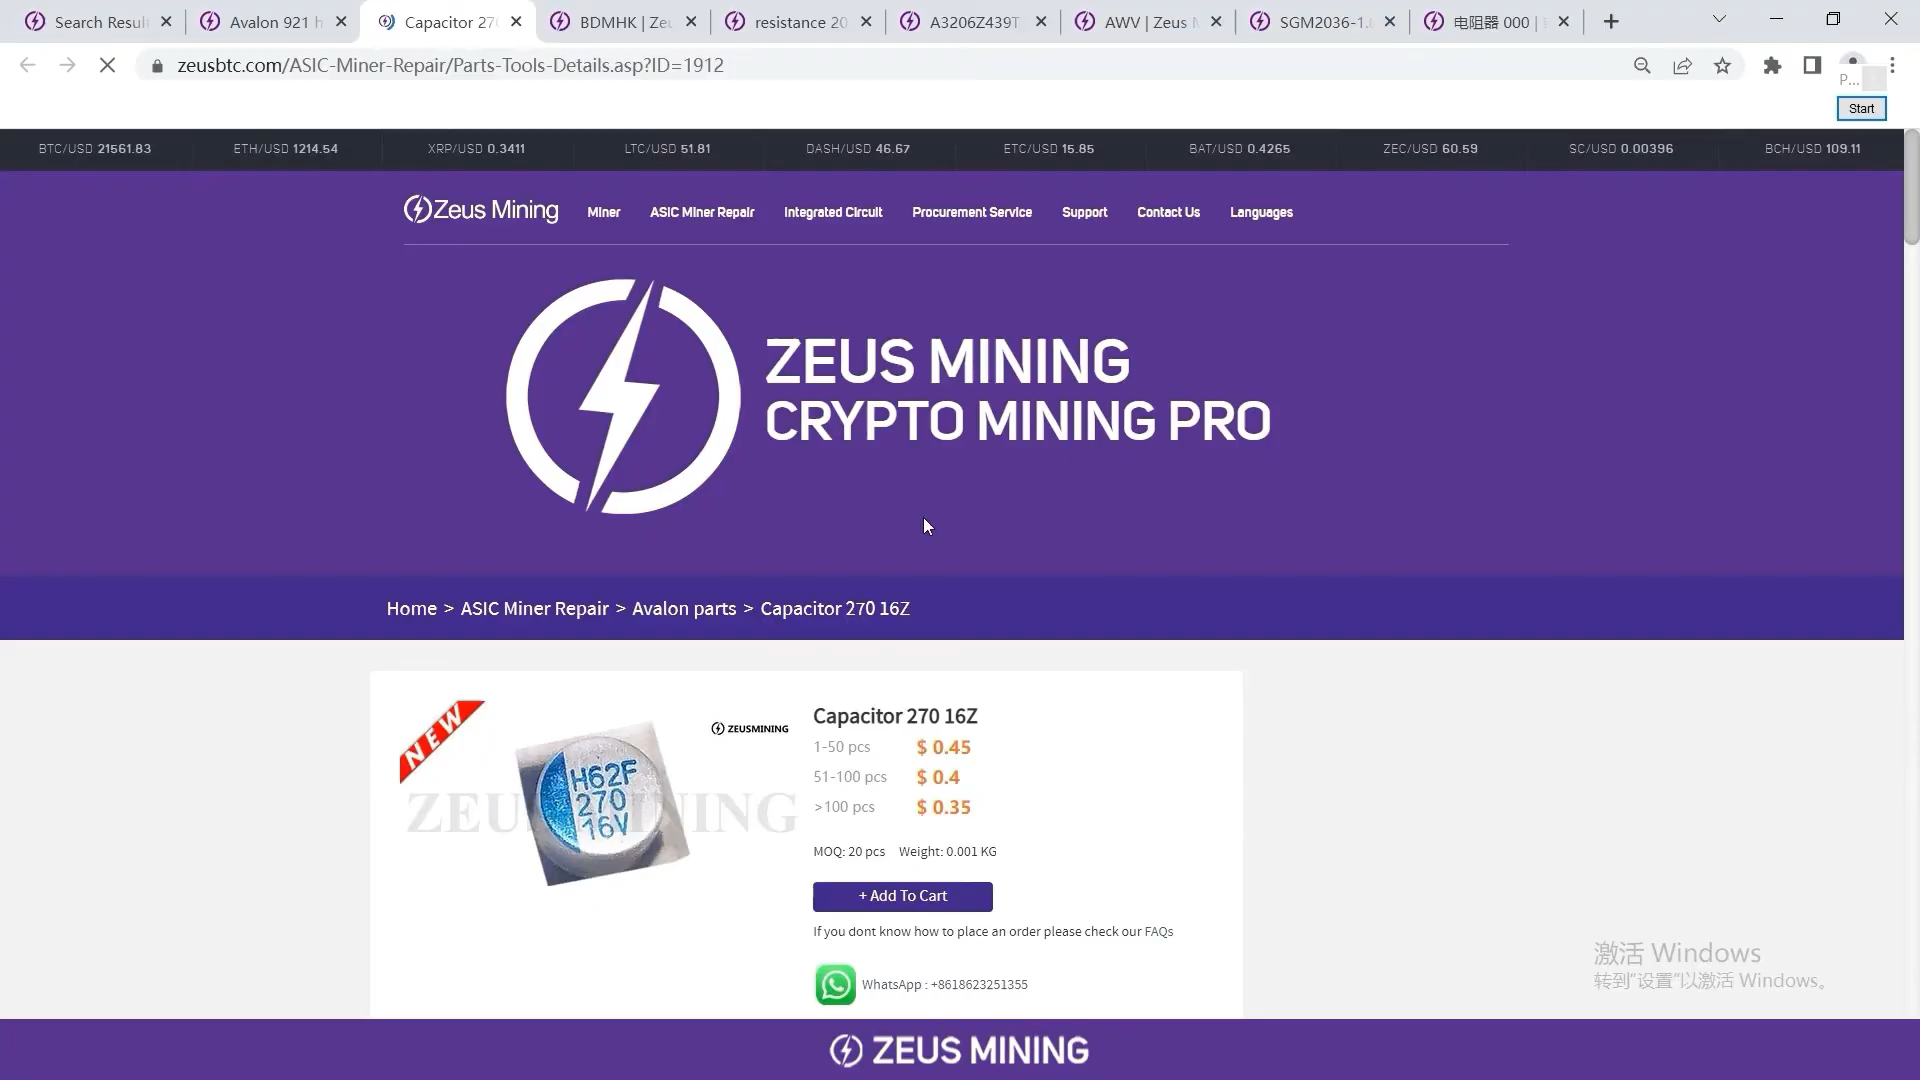 Search Resul
Avalon 921 h
Capacitor 27
BDMHK | Zeu
resistance 20
A3206Z439T
AWV | Zeus M
SGM2036-1.
电阻器 000 |
zeusbtc.com/ASIC-Miner-Repair/Parts-Tools-Details.asp?ID=1912
P...
Start
BTC/USD 21561.83 ETH/USD 1214.54 XRP/USD 0.3411 LTC/USD 51.81 DASH/USD 46.67 ETC/USD 15.85 BAT/USD 0.4265 ZEC/USD 60.59 SC/USD 0.00396 BCH/USD 109.11
Zeus Mining Miner ASIC Miner Repair Integrated Circuit Procurement Service Support Contact Us Languages
ZEUS MINING
CRYPTO MINING PRO
Home > ASIC Miner Repair > Avalon parts > Capacitor 270 16Z
NEW
ZEUSMINING
H62F
270
16V
ZEUS MINING
Capacitor 270 16Z
1-50 pcs $ 0.45
51-100 pcs $ 0.4
>100 pcs $ 0.35
MOQ: 20 pcs Weight: 0.001 KG
+ Add To Cart
If you dont know how to place an order please check our FAQs
WhatsApp : +8618623251355
激活 Windows
转到"设置"以激活 Windows。
ZEUS MINING